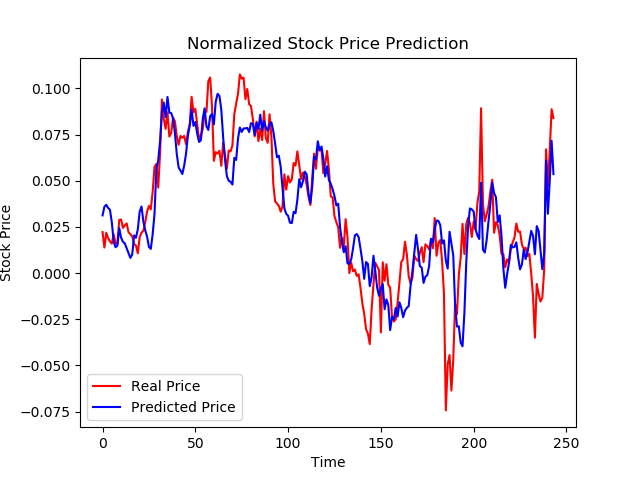 Normalized Stock Price Prediction
Stock Price
0.100
0.075
0.050
0.025
0.000
−0.025
−0.050
−0.075
Real Price
Predicted Price
0 50 100 150 200 250
Time